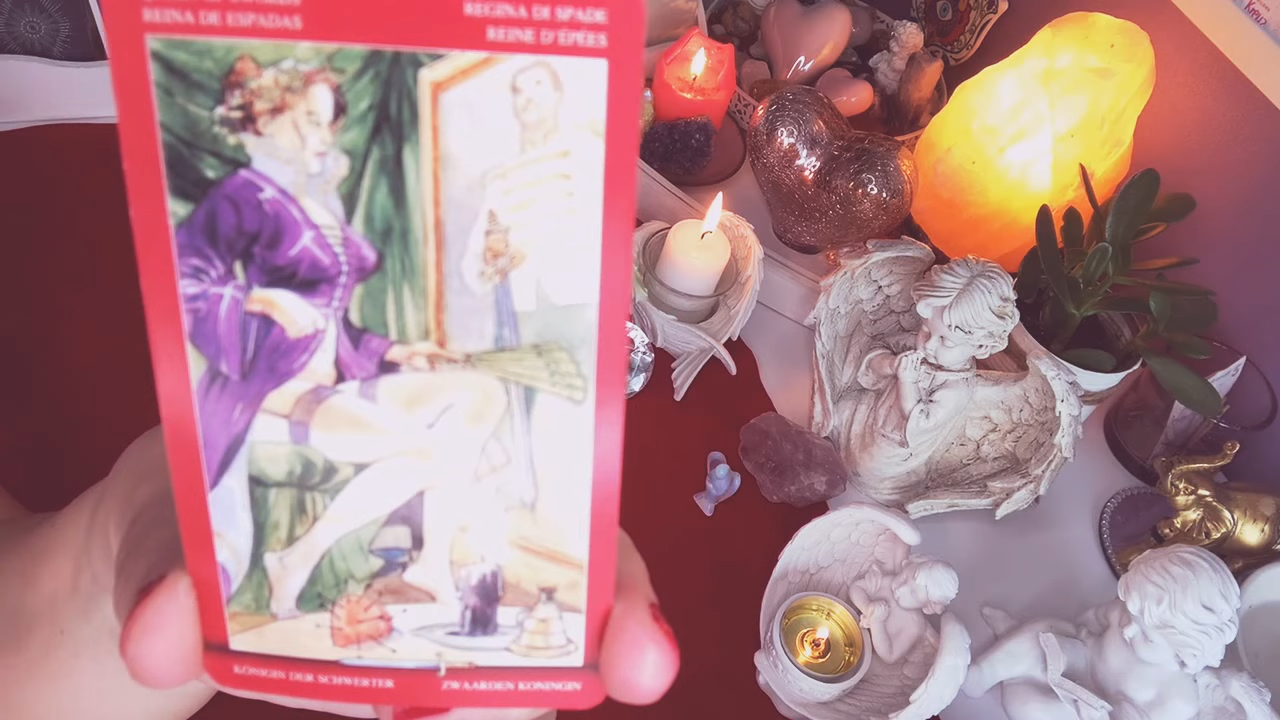 REINA DE ESPADAS
REGINA DI SPADE
REINE D'ÉPÉES
KÖNIGIN DER SCHWERTER
ZWAARDEN KONINGIN